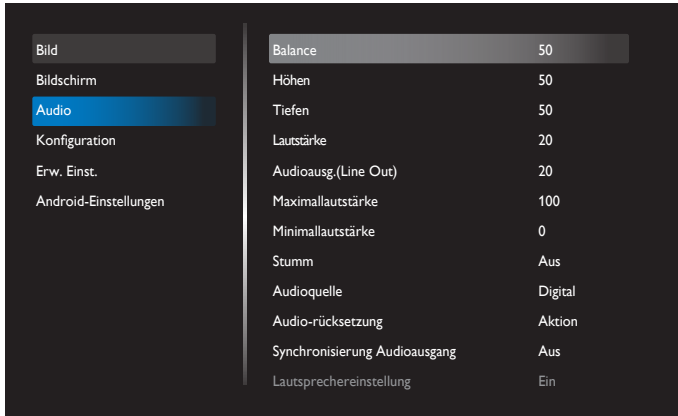 Bild
Bildschirm
Audio
Konfiguration
Erw. Einst.
Android-Einstellungen
Balance 50
Höhen 50
Tiefen 50
Lautstärke 20
Audioausg.(Line Out) 20
Maximallautstärke 100
Minimallautstärke 0
Stumm Aus
Audioquelle Digital
Audio-rücksetzung Aktion
Synchronisierung Audioausgang Aus
Lautsprechereinstellung Ein